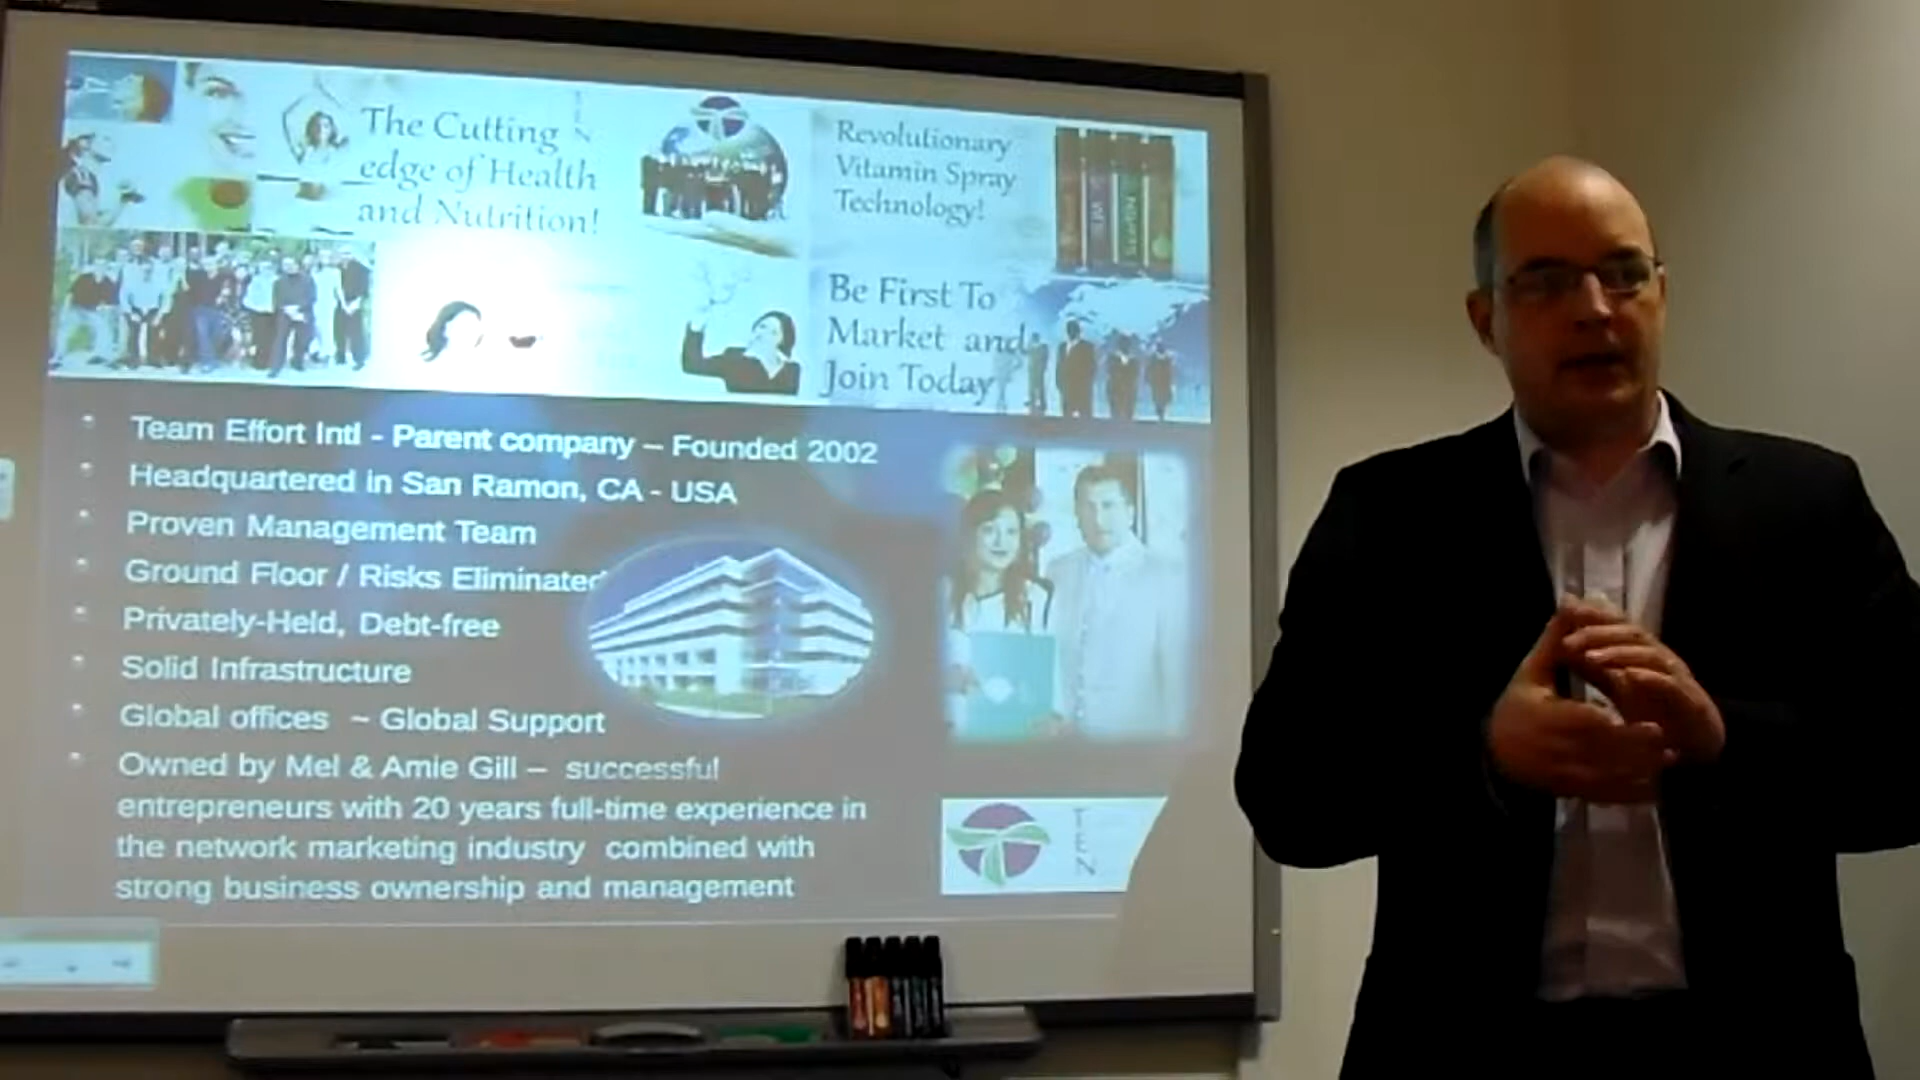 The Cutting
edge of Health
and Nutrition!
Revolutionary
Vitamin Spray
Technology!
Be First To
Market and
Join Today
Team Effort Intl - Parent company – Founded 2002
Headquartered in San Ramon, CA - USA
Proven Management Team
Ground Floor / Risks Eliminated
Privately-Held, Debt-free
Solid Infrastructure
Global offices ~ Global Support
Owned by Mel & Amie Gill – successful
entrepreneurs with 20 years full-time experience in
the network marketing industry combined with
strong business ownership and management
TEN